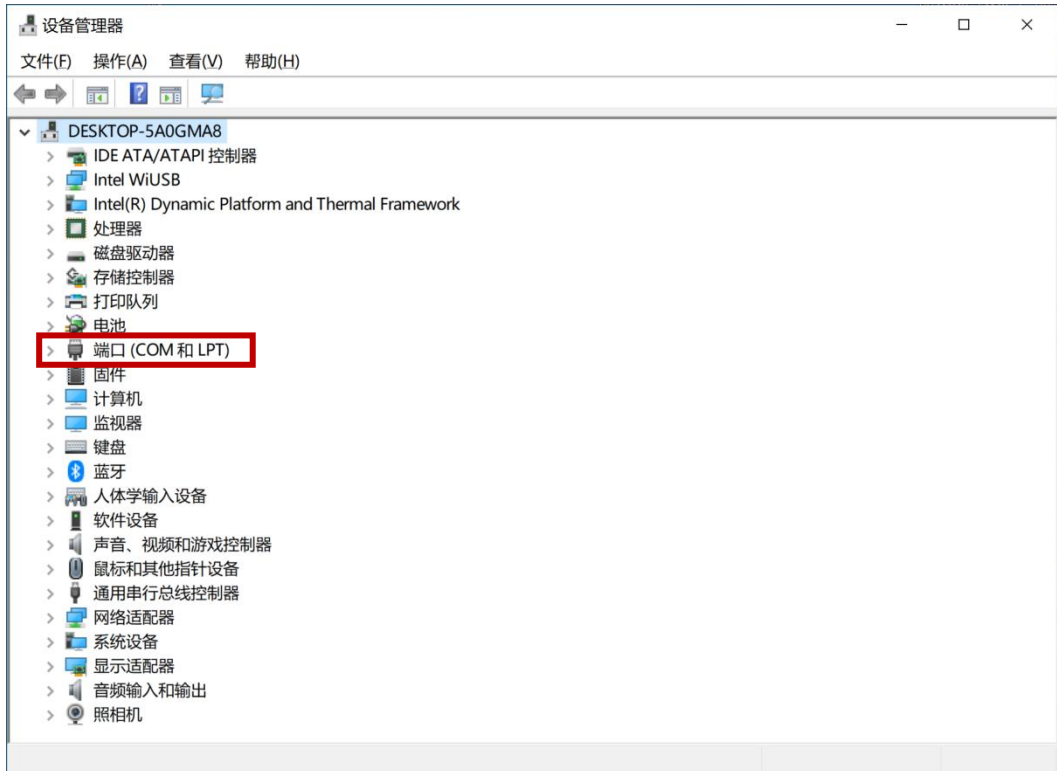 设备管理器
文件(F) 操作(A) 查看(V) 帮助(H)
DESKTOP-5A0GMA8
IDE ATA/ATAPI 控制器
Intel WiUSB
Intel(R) Dynamic Platform and Thermal Framework
处理器
磁盘驱动器
存储控制器
打印队列
电池
端口 (COM 和 LPT)
固件
计算机
监视器
键盘
蓝牙
人体学输入设备
软件设备
声音、视频和游戏控制器
鼠标和其他指针设备
通用串行总线控制器
网络适配器
系统设备
显示适配器
音频输入和输出
照相机